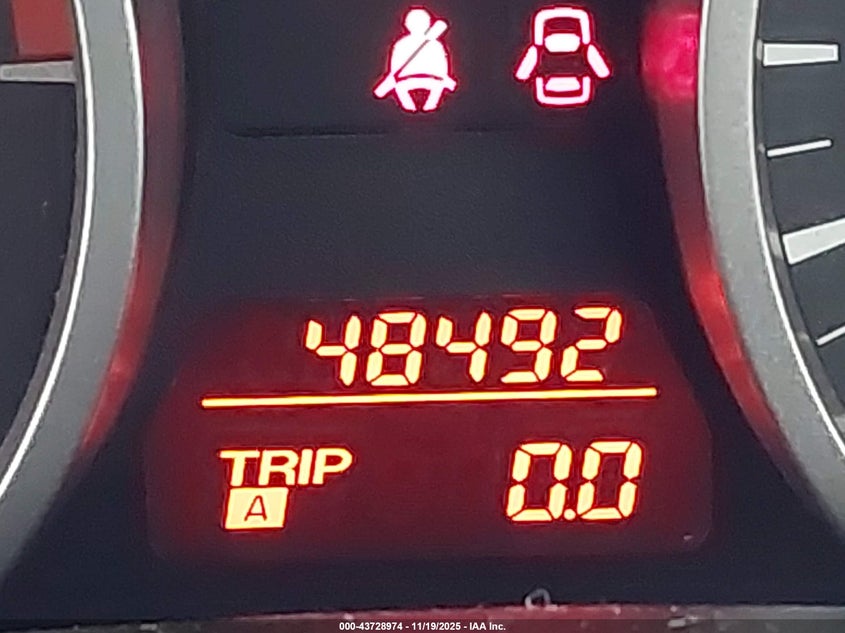 48492
TRIP 0.0
A
000-43728974 - 11/19/2025 - IAA Inc.